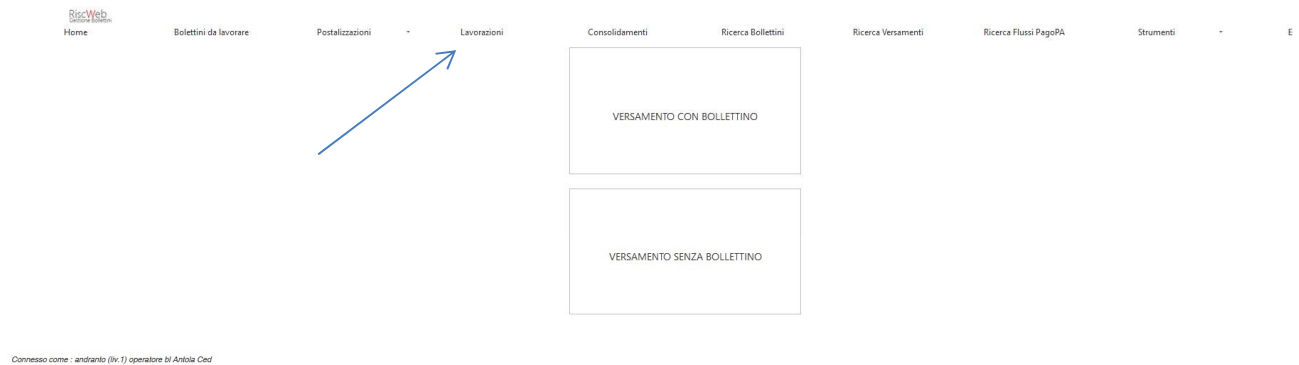 RiscWeb
Gestione Bollettini
Home Bolettini da lavorare Postalizzazioni Lavorazioni Consolidamenti Ricerca Bollettini Ricerca Versamenti Ricerca Flussi PagoPA Strumenti E
VERSAMENTO CON BOLLETTINO
VERSAMENTO SENZA BOLLETTINO
Connesso come : andranto (liv.1) operatore bl Antola Ced